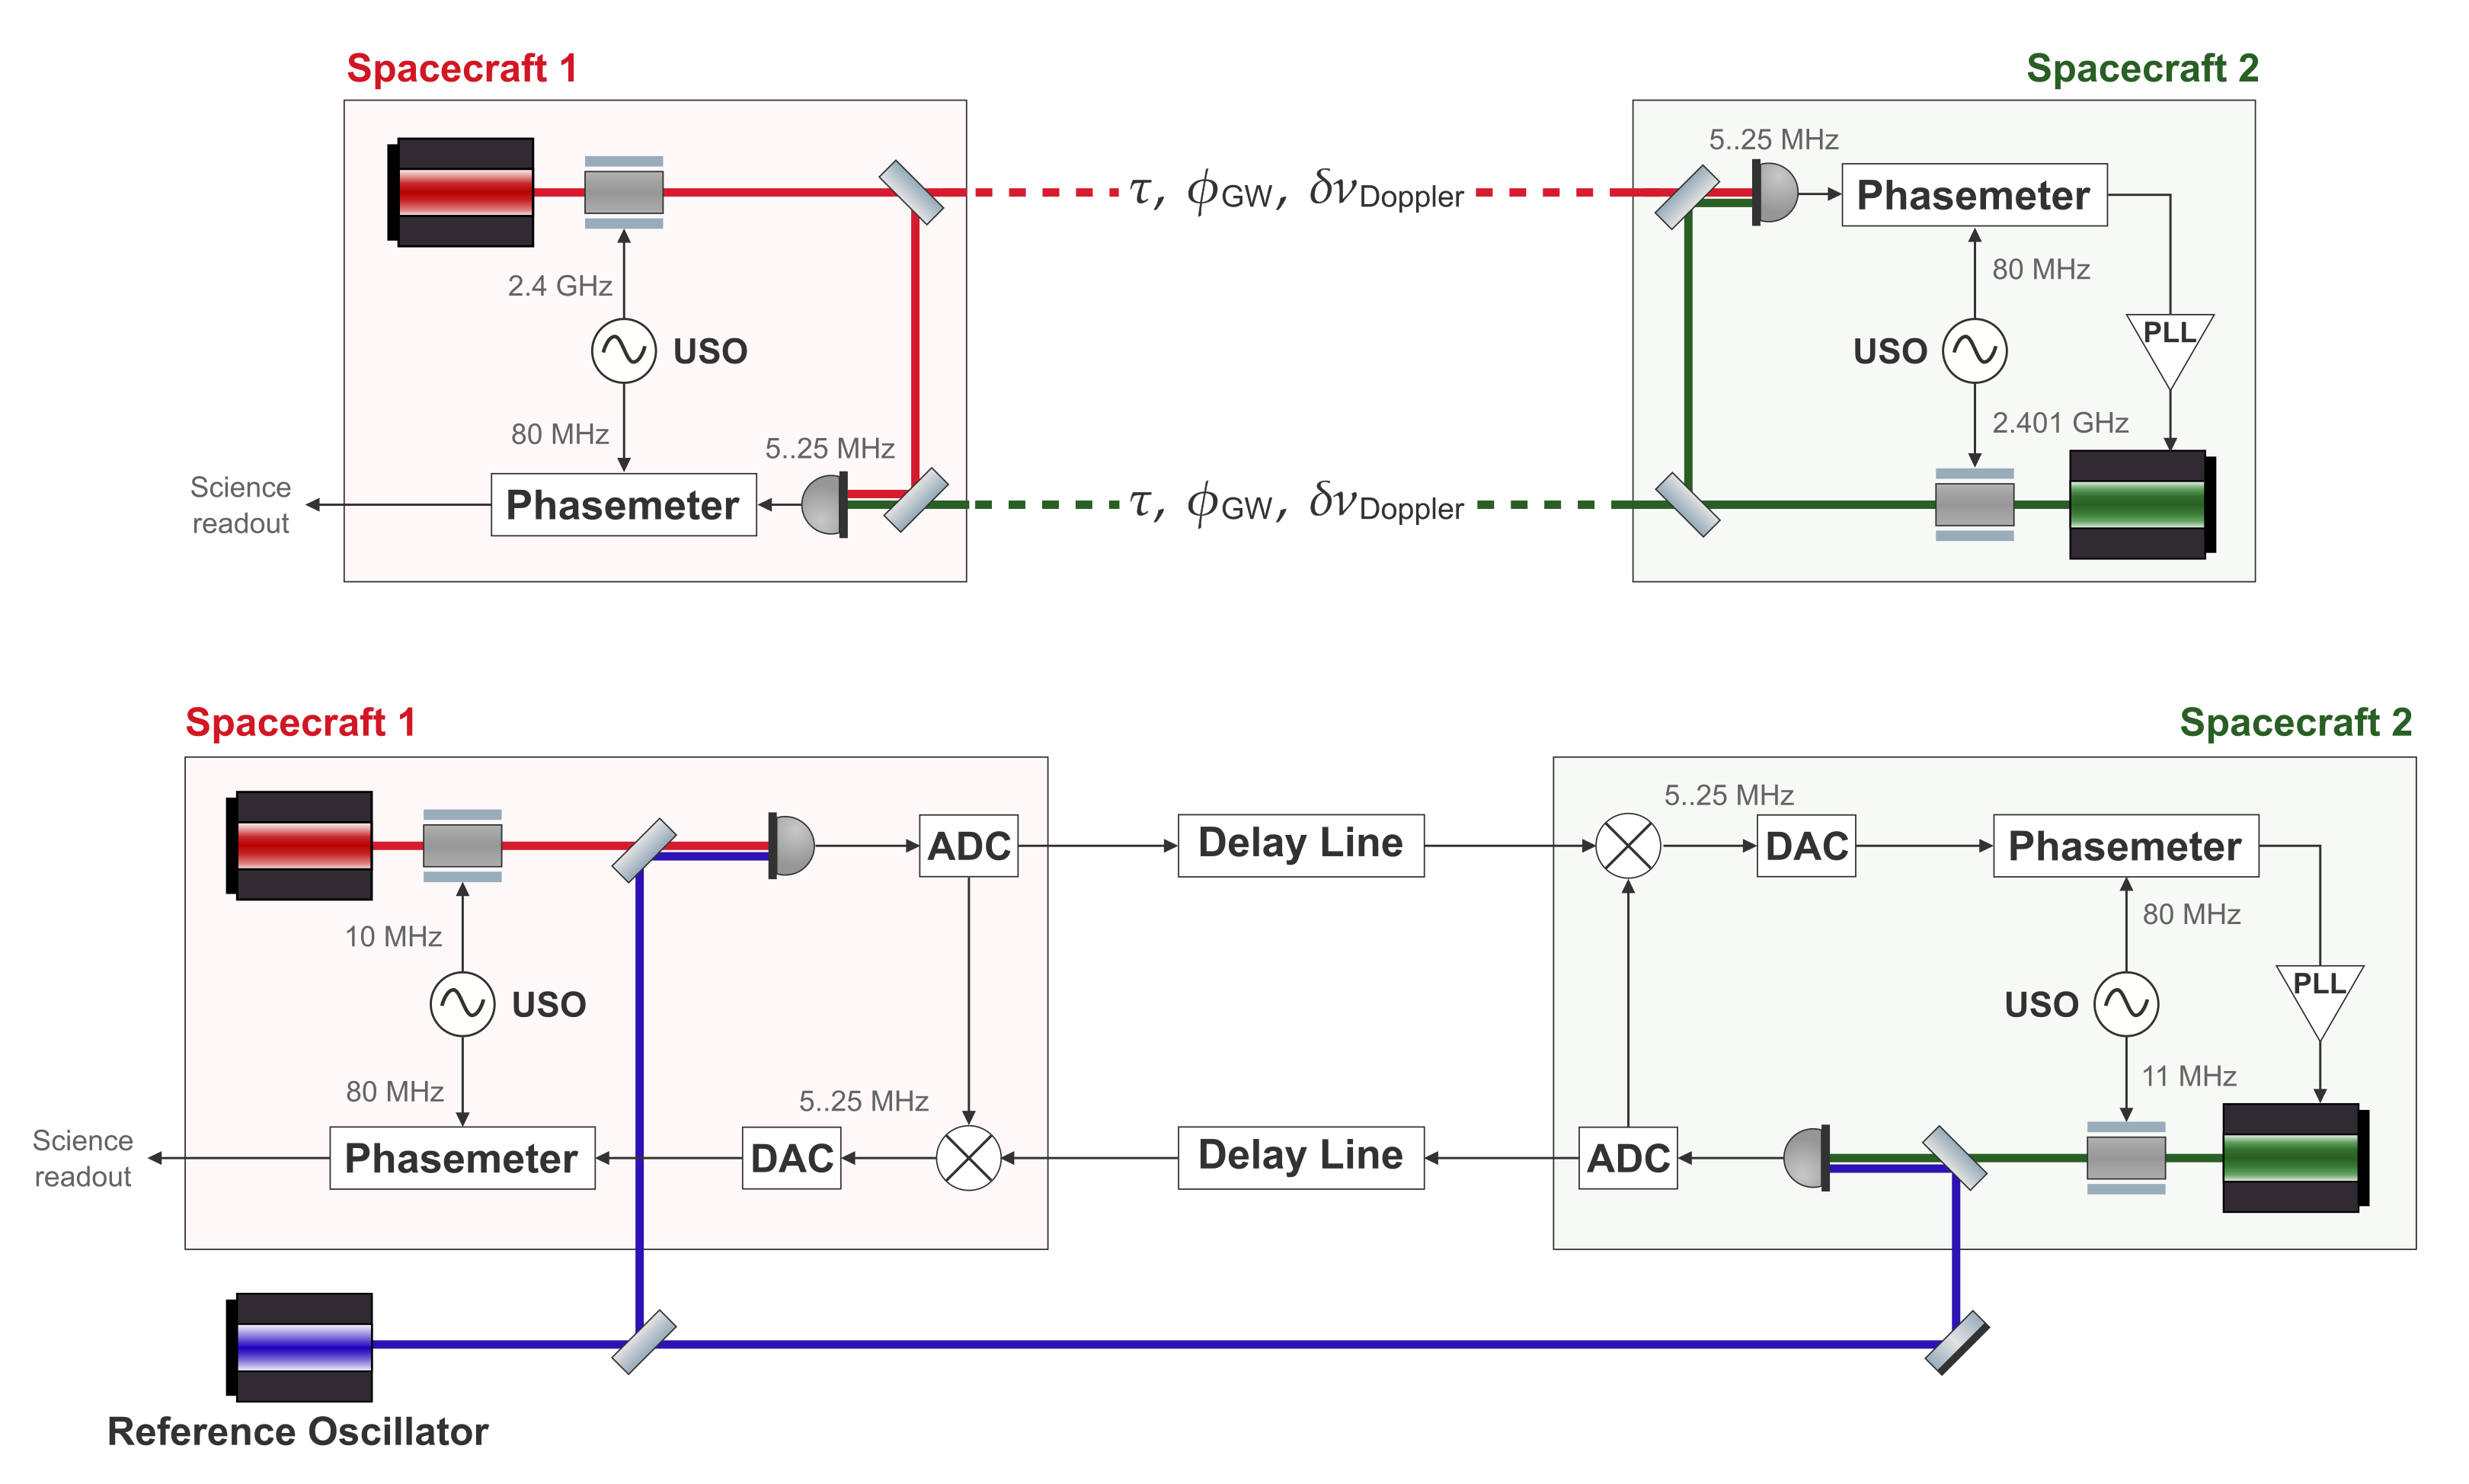 Spacecraft 1
Spacecraft 2
5..25 MHz
Phasemeter
τ, ϕGW, δνDoppler
2.4 GHz
80 MHz
USO
USO
PLL
80 MHz
5..25 MHz
2.401 GHz
Science
readout
Phasemeter
τ, ϕGW, δνDoppler
Spacecraft 1
Spacecraft 2
5..25 MHz
ADC
Delay Line
DAC
Phasemeter
10 MHz
80 MHz
USO
USO
PLL
80 MHz
5..25 MHz
11 MHz
Science
readout
Phasemeter
DAC
Delay Line
ADC
Reference Oscillator